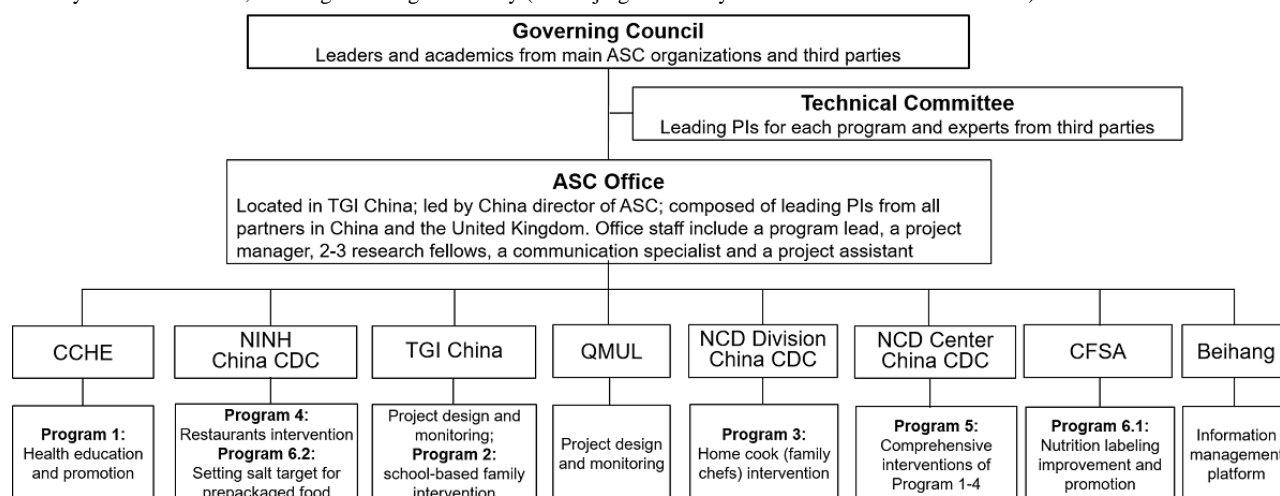 Governing Council
Leaders and academics from main ASC organizations and third parties
Technical Committee
Leading PIs for each program and experts from third parties
ASC Office
Located in TGI China; led by China director of ASC; composed of leading PIs from all
partners in China and the United Kingdom. Office staff include a program lead, a project
manager, 2-3 research fellows, a communication specialist and a project assistant
CCHE
NINH
China CDC
TGI China
QMUL
NCD Division
China CDC
NCD Center
China CDC
CFSA
Beihang
Program 1:
Health education
and promotion
Program 4:
Restaurants intervention
Program 6.2:
Setting salt target for
prepackaged food
Project design and
monitoring;
Program 2:
school-based family
intervention
Project design
and monitoring
Program 3:
Home cook (family
chefs) intervention
Program 5:
Comprehensive
interventions of
Program 1-4
Program 6.1:
Nutrition labeling
improvement and
promotion
Information
management
platform